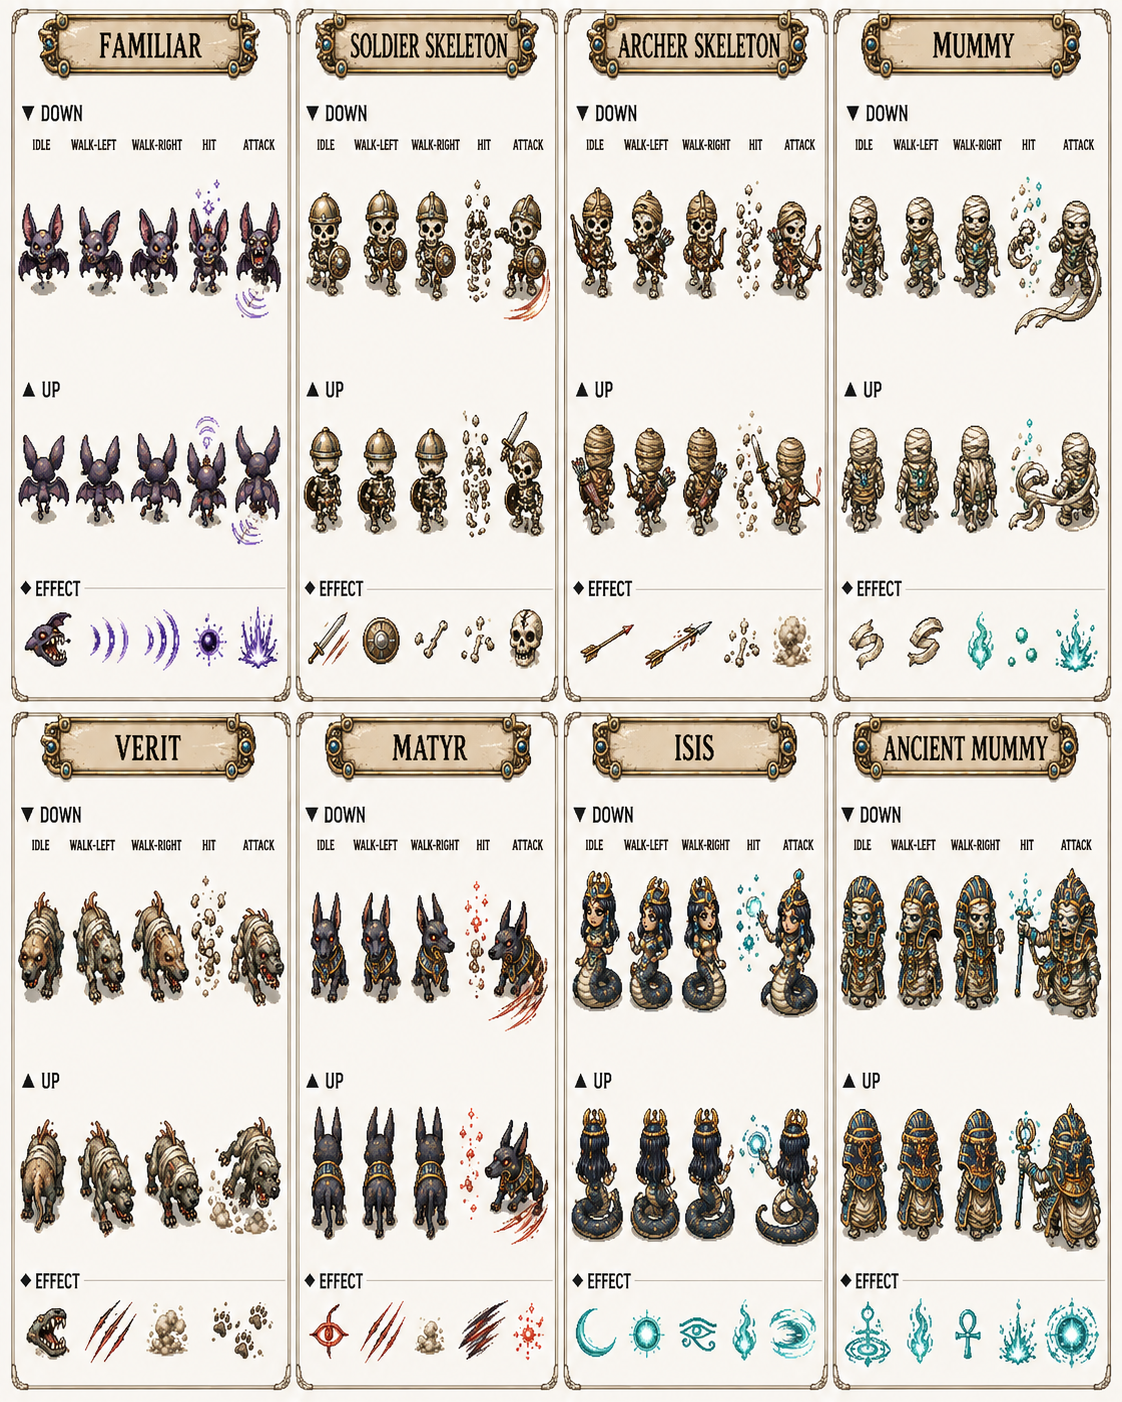 FAMILIAR
▼ DOWN
IDLE WALK-LEFT WALK-RIGHT HIT ATTACK
▲ UP
◆ EFFECT
SOLDIER SKELETON
▼ DOWN
IDLE WALK-LEFT WALK-RIGHT HIT ATTACK
▲ UP
◆ EFFECT
ARCHER SKELETON
▼ DOWN
IDLE WALK-LEFT WALK-RIGHT HIT ATTACK
▲ UP
◆ EFFECT
MUMMY
▼ DOWN
IDLE WALK-LEFT WALK-RIGHT HIT ATTACK
▲ UP
◆ EFFECT
VERIT
▼ DOWN
IDLE WALK-LEFT WALK-RIGHT HIT ATTACK
▲ UP
◆ EFFECT
MATYR
▼ DOWN
IDLE WALK-LEFT WALK-RIGHT HIT ATTACK
▲ UP
◆ EFFECT
ISIS
▼ DOWN
IDLE WALK-LEFT WALK-RIGHT HIT ATTACK
▲ UP
◆ EFFECT
ANCIENT MUMMY
▼ DOWN
IDLE WALK-LEFT WALK-RIGHT HIT ATTACK
▲ UP
◆ EFFECT